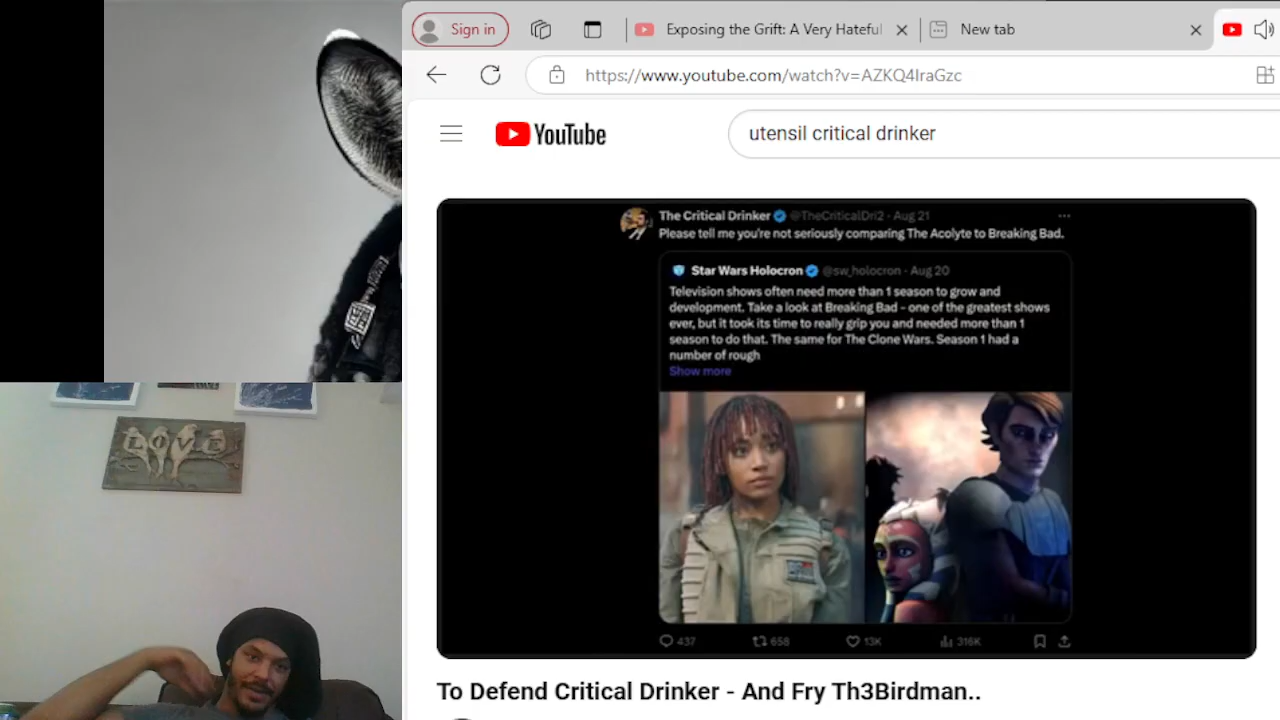 Sign in
Exposing the Grift: A Very Hateful
New tab
https://www.youtube.com/watch?v=AZKQ4IraGzc
YouTube
utensil critical drinker
The Critical Drinker @TheCriticalDri2 · Aug 21
Please tell me you're not seriously comparing The Acolyte to Breaking Bad.
Star Wars Holocron @sw_holocron · Aug 20
Television shows often need more than 1 season to grow and
development. Take a look at Breaking Bad - one of the greatest shows
ever, but it took its time to really grip you and needed more than 1
season to do that. The same for The Clone Wars. Season 1 had a
number of rough
Show more
437
658
13K
316K
LOVE
To Defend Critical Drinker - And Fry Th3Birdman..